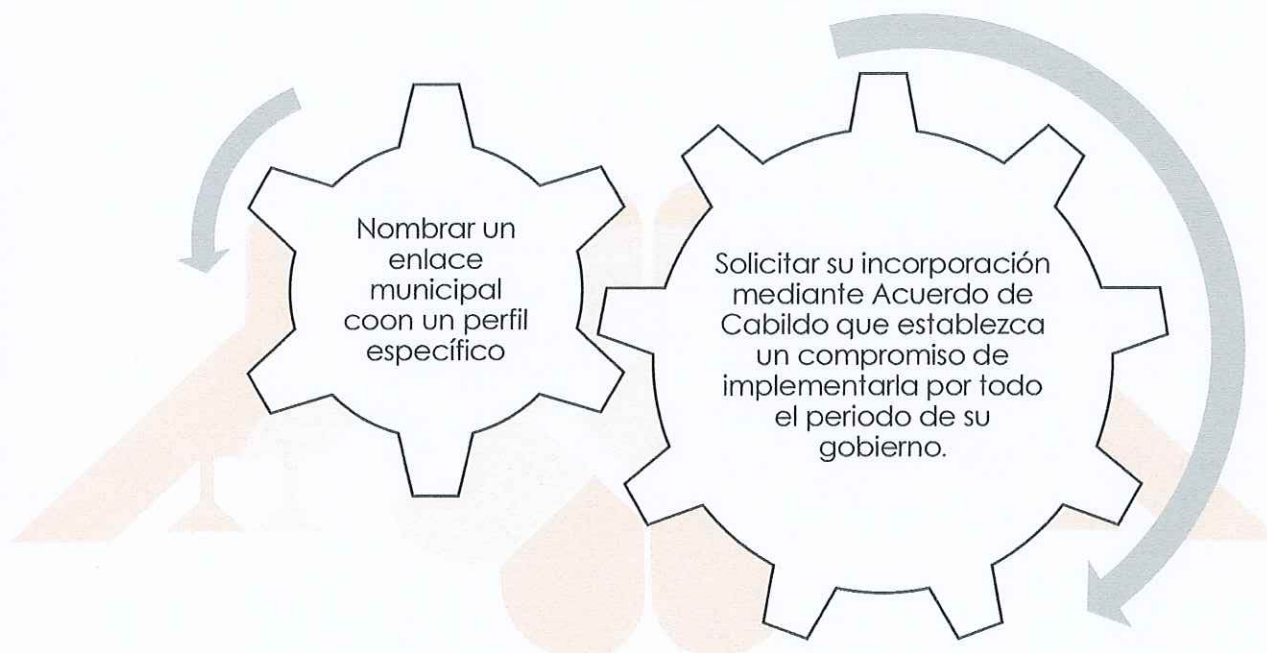 Nombrar un
enlace
municipal
coon un perfil
específico
Solicitar su incorporación
mediante Acuerdo de
Cabildo que establezca
un compromiso de
implementarla por todo
el periodo de su
gobierno.